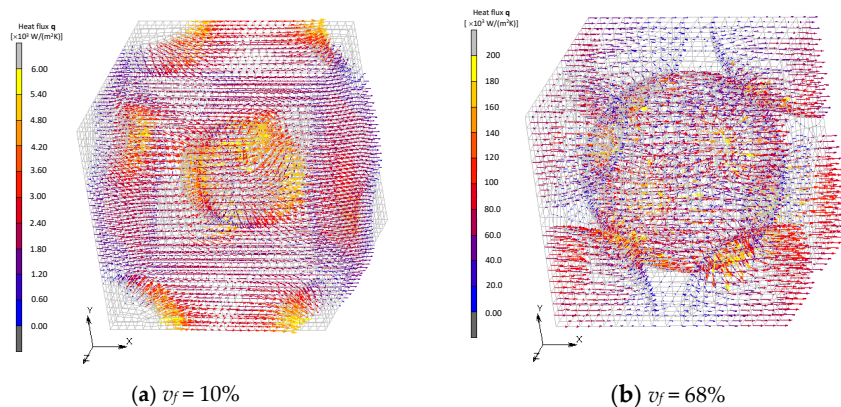 Heat flux q
[×10³ W/(m²K)]
6.00
5.40
4.80
4.20
3.60
3.00
2.40
1.80
1.20
0.60
0.00
Y
Z
X
(a) vf = 10%
Heat flux q
[ ×10³ W/(m²K)]
200
180
160
140
120
100
80.0
60.0
40.0
20.0
0.00
Y
Z
X
(b) vf = 68%